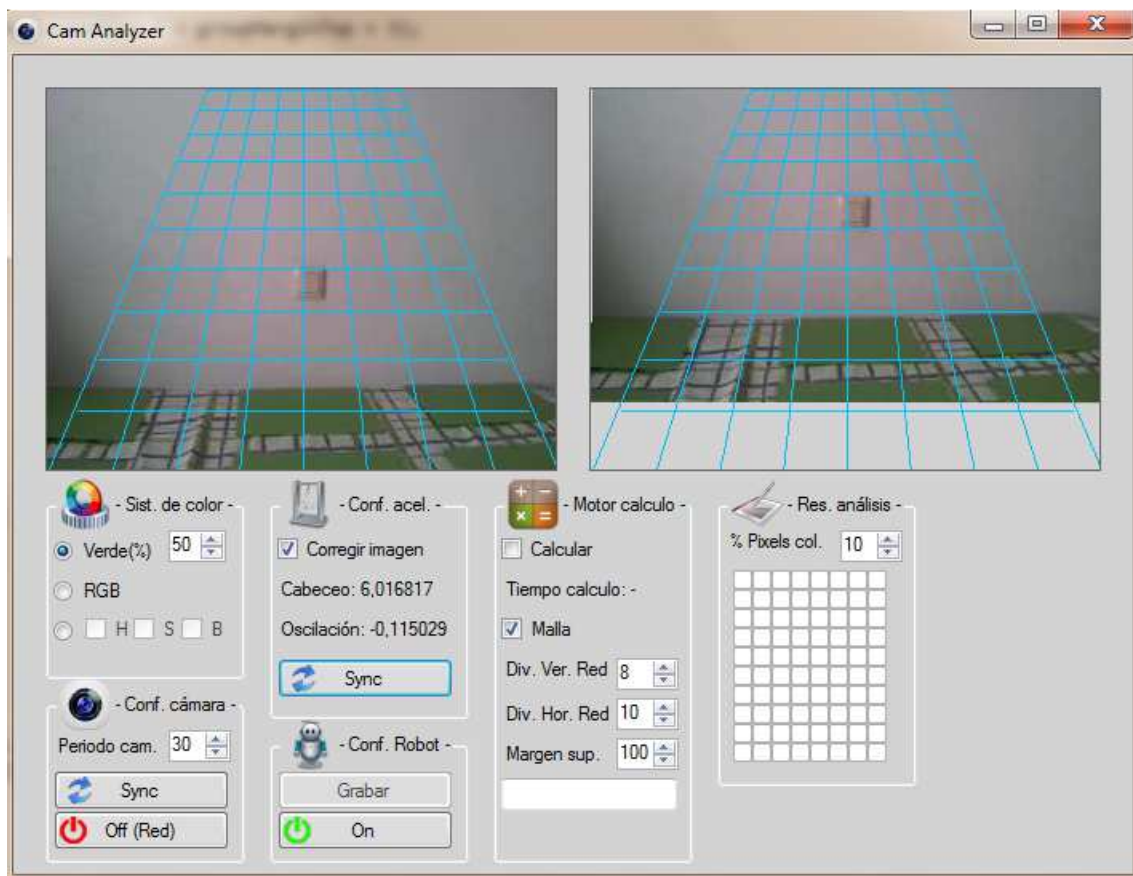 Cam Analyzer
- Sist. de color -
Verde(%) 50
RGB
H S B
- Conf. cámara -
Periodo cam. 30
Sync
Off (Red)
- Conf. acel. -
Corregir imagen
Cabeceo: 6,016817
Oscilación: -0,115029
Sync
- Conf. Robot -
Grabar
On
- Motor calculo -
Calcular
Tiempo calculo: -
Malla
Div. Ver. Red 8
Div. Hor. Red 10
Margen sup. 100
- Res. análisis -
% Pixels col. 10